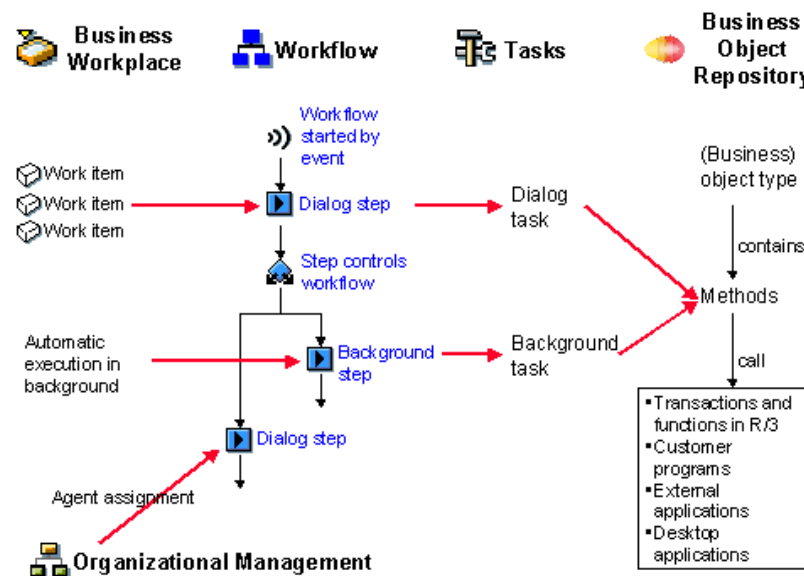 Business
Workplace
Workflow
Tasks
Business
Object
Repository
Workflow
started by
event
Work item
Work item
Work item
Dialog step
Dialog
task
(Business)
object type
contains
Step controls
workflow
Methods
Automatic
execution in
background
Background
step
Background
task
call
Dialog step
▪Transactions and
functions in R/3
▪Customer
programs
▪External
applications
▪Desktop
applications
Agent assignment
Organizational Management